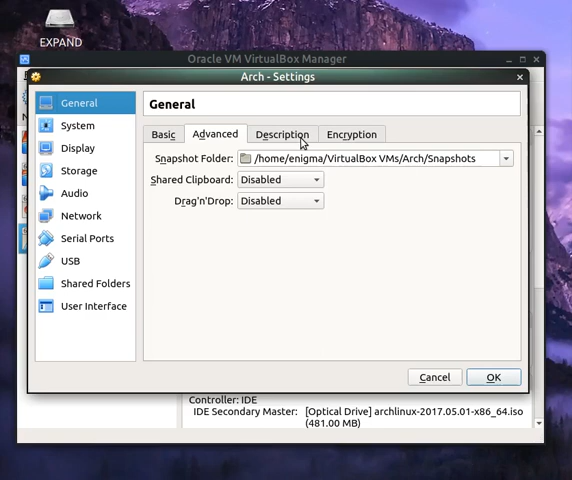 EXPAND
Oracle VM VirtualBox Manager
Arch - Settings
General
System
Display
Storage
Audio
Network
Serial Ports
USB
Shared Folders
User Interface
General
Basic Advanced Description Encryption
Snapshot Folder: /home/enigma/VirtualBox VMs/Arch/Snapshots
Shared Clipboard: Disabled
Drag'n'Drop: Disabled
Cancel OK
Controller: IDE
IDE Secondary Master: [Optical Drive] archlinux-2017.05.01-x86_64.iso
(481.00 MB)